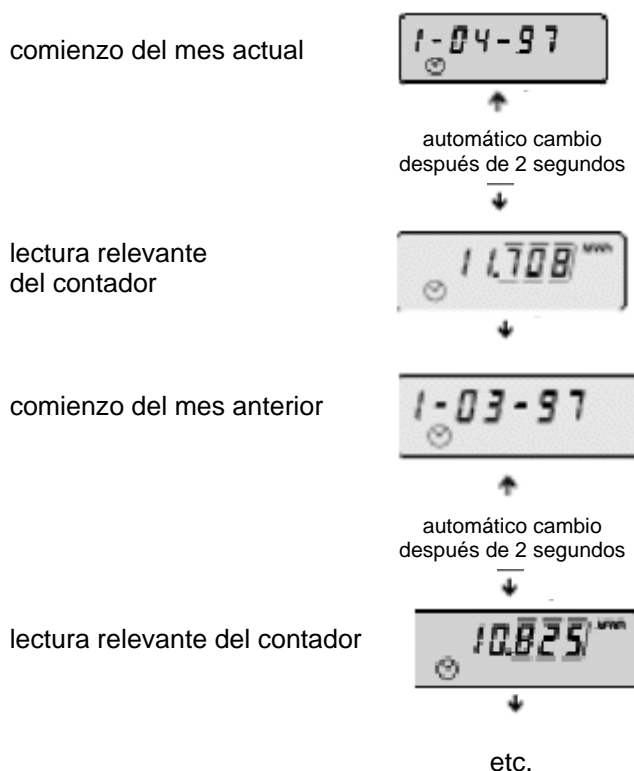 comienzo del mes actual
1-04-97
automático cambio
después de 2 segundos
lectura relevante
del contador
11.708 MWh
comienzo del mes anterior
1-03-97
automático cambio
después de 2 segundos
lectura relevante del contador
10.825 MWh
etc.